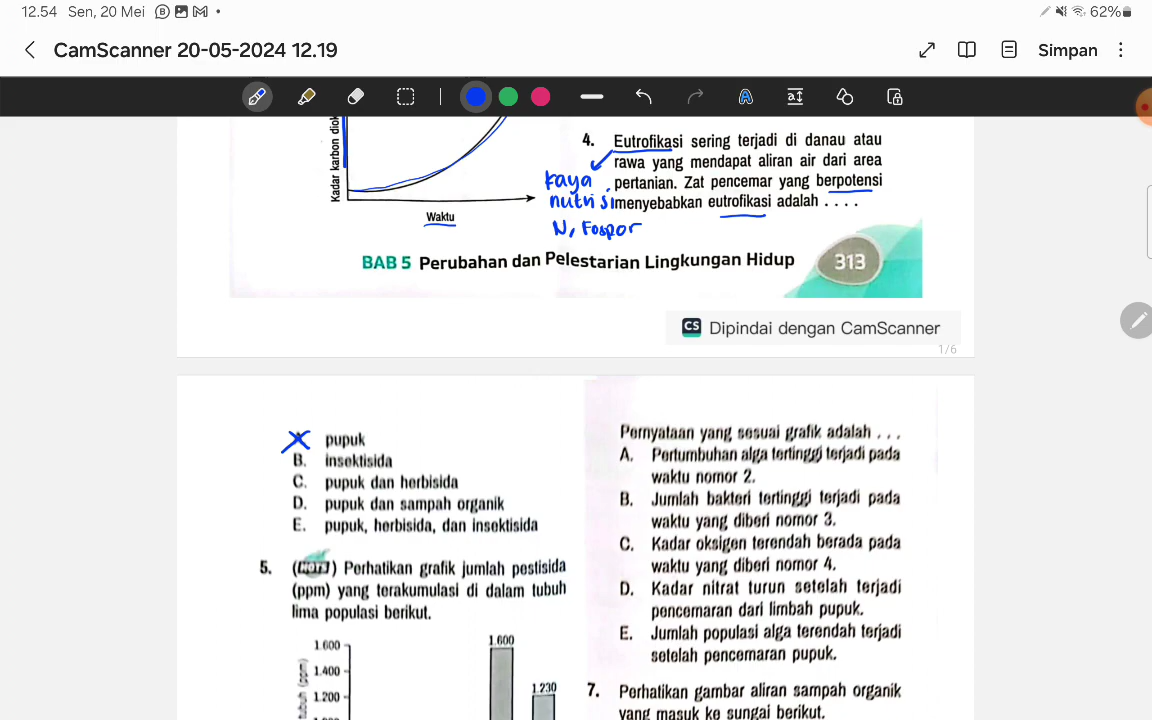 12.54 Sen, 20 Mei
62%
CamScanner 20-05-2024 12.19
Simpan
Kadar karbon diok
Waktu
4. Eutrofikasi sering terjadi di danau atau
rawa yang mendapat aliran air dari area
pertanian. Zat pencemar yang berpotensi
menyebabkan eutrofikasi adalah . . . .
kaya
nutrisi
N, Fospor
BAB 5 Perubahan dan Pelestarian Lingkungan Hidup 313
CS Dipindai dengan CamScanner
1/6
pupuk
B. insektisida
C. pupuk dan herbisida
D. pupuk dan sampah organik
E. pupuk, herbisida, dan insektisida
5. Perhatikan grafik jumlah pestisida
(ppm) yang terakumulasi di dalam tubuh
lima populasi berikut.
1.600
1.400
1.200
tubuh (ppm)
1.600
1.230
Pernyataan yang sesuai grafik adalah . . .
A. Pertumbuhan alga tertinggi terjadi pada
waktu nomor 2.
B. Jumlah bakteri tertinggi terjadi pada
waktu yang diberi nomor 3.
C. Kadar oksigen terendah berada pada
waktu yang diberi nomor 4.
D. Kadar nitrat turun setelah terjadi
pencemaran dari limbah pupuk.
E. Jumlah populasi alga terendah terjadi
setelah pencemaran pupuk.
7. Perhatikan gambar aliran sampah organik
yang masuk ke sungai berikut.